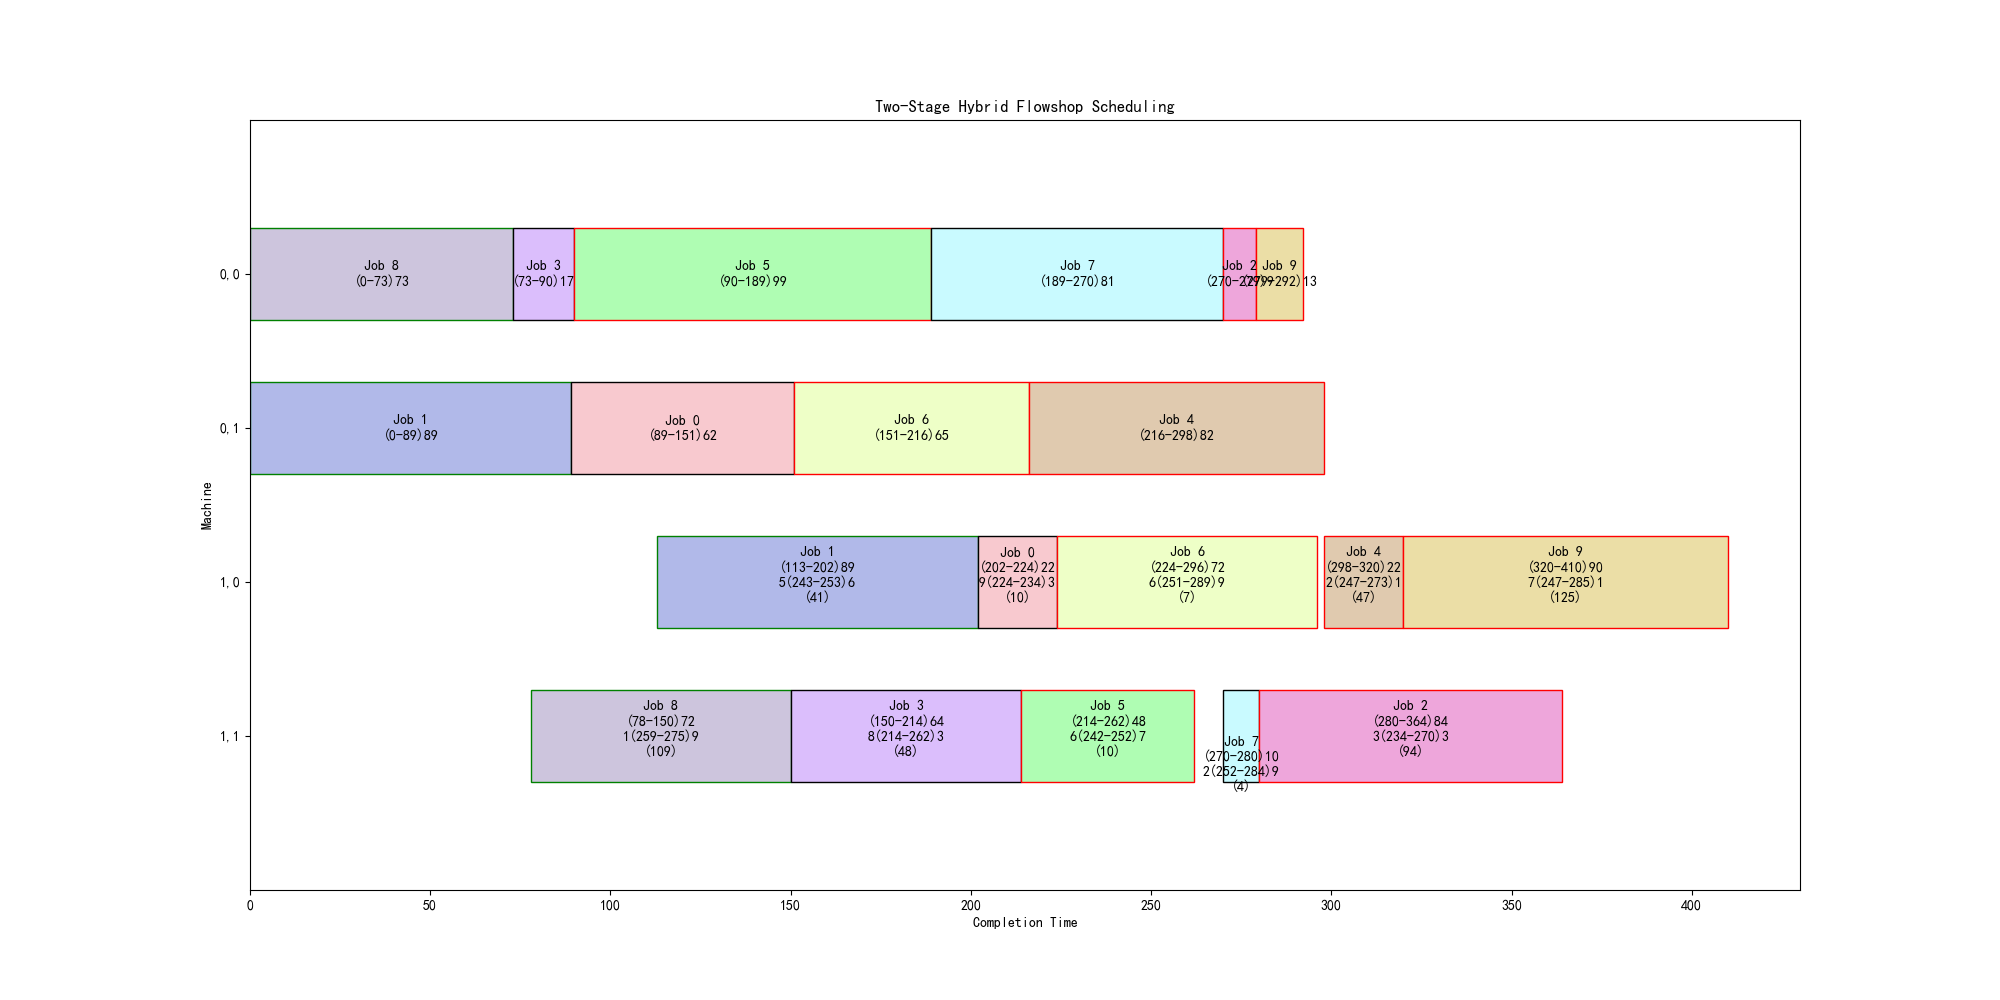 Two-Stage Hybrid Flowshop Scheduling
Machine
0,0
Job 8
(0-73)73
Job 3
(73-90)17
Job 5
(90-189)99
Job 7
(189-270)81
Job 2
Job 9
(279-292)13
0,1
Job 1
(0-89)89
Job 0
(89-151)62
Job 6
(151-216)65
Job 4
(216-298)82
1,0
Job 1
(113-202)89
5(243-253)6
(41)
Job 0
(202-224)22
9(224-234)3
(10)
Job 6
(224-296)72
6(251-289)9
(7)
Job 4
(298-320)22
2(247-273)1
(47)
Job 9
(320-410)90
7(247-285)1
(125)
1,1
Job 8
(78-150)72
1(259-275)9
(109)
Job 3
(150-214)64
8(214-262)3
(48)
Job 5
(214-262)48
6(242-252)7
(10)
Job 7
(270-280)10
2(252-284)9
(4)
Job 2
(280-364)84
3(234-270)3
(94)
0 50 100 150 200 250 300 350 400
Completion Time